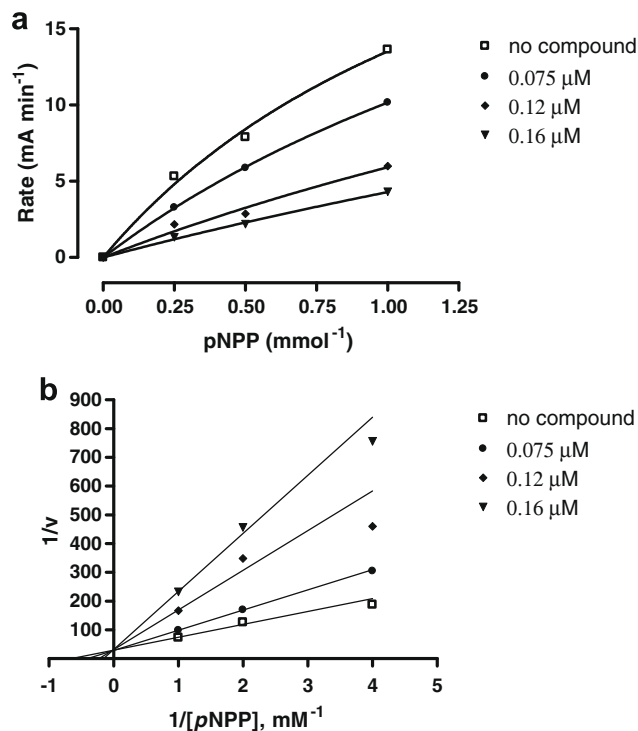 a
15
10
5
0
Rate (mA min⁻¹)
0.00 0.25 0.50 0.75 1.00 1.25
pNPP (mmol⁻¹)
no compound
0.075 μM
0.12 μM
0.16 μM
b
900
800
700
600
500
400
300
200
100
1/v
-1 0 1 2 3 4 5
1/[pNPP], mM⁻¹
no compound
0.075 μM
0.12 μM
0.16 μM